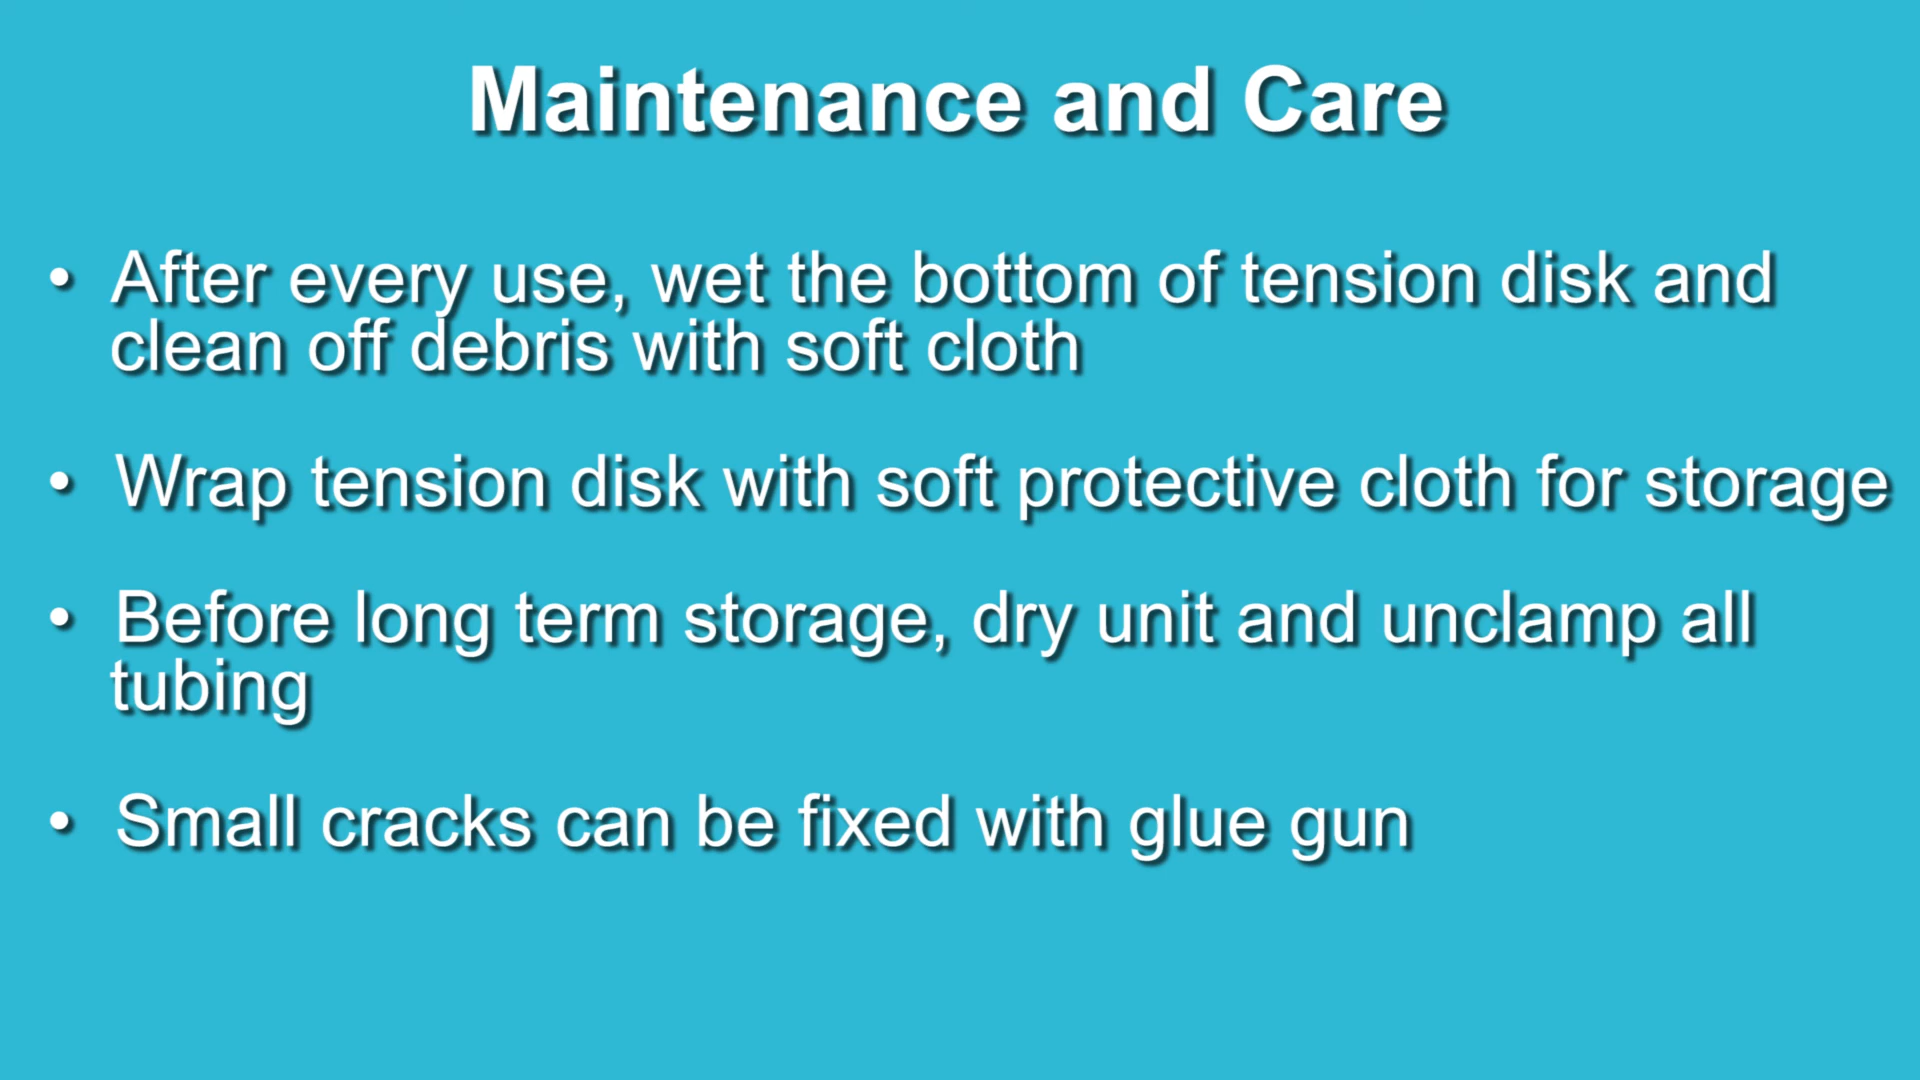 Maintenance and Care
• After every use, wet the bottom of tension disk and
clean off debris with soft cloth
• Wrap tension disk with soft protective cloth for storage
• Before long term storage, dry unit and unclamp all
tubing
• Small cracks can be fixed with glue gun